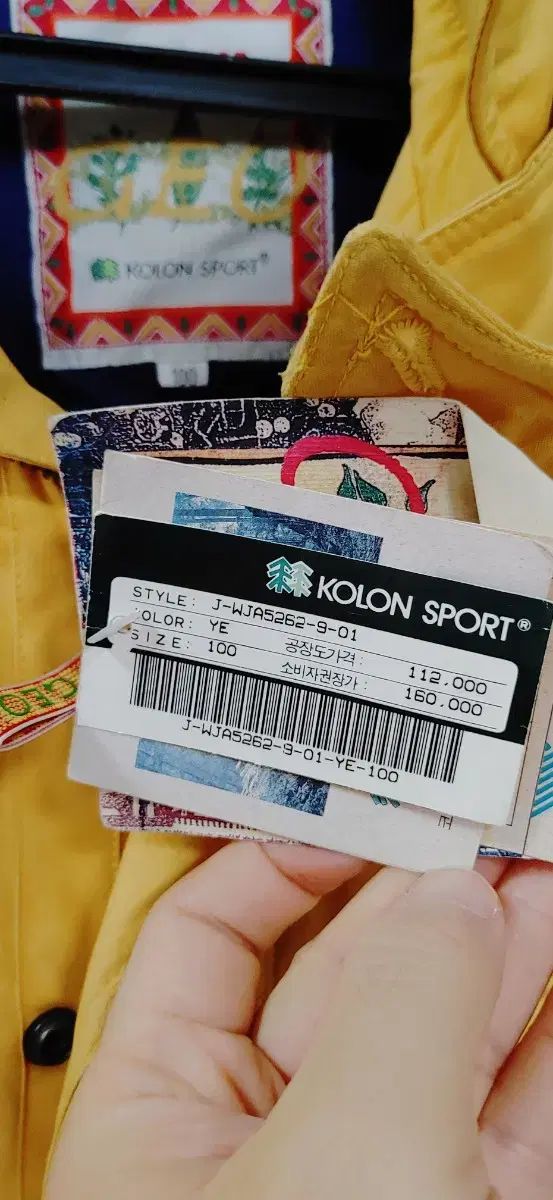 GEO
KOLON SPORT®
100
KOLON SPORT®
STYLE: J-WJA5262-9-01
COLOR: YE 공장도가격: 112.000
SIZE: 100 소비자권장가: 160.000
J-WJA5262-9-01-YE-100
GEO